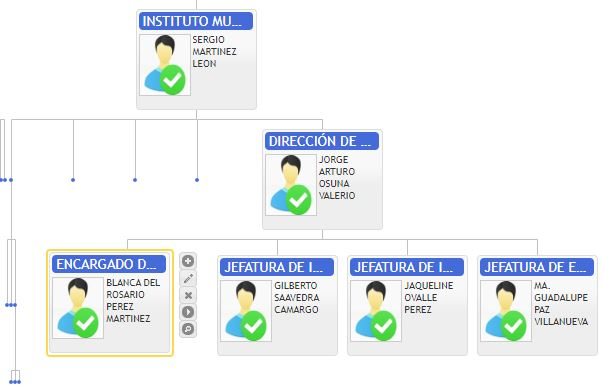 INSTITUTO MU...
SERGIO
MARTINEZ
LEON
DIRECCIÓN DE ...
JORGE
ARTURO
OSUNA
VALERIO
ENCARGADO D...
BLANCA DEL
ROSARIO
PEREZ
MARTINEZ
JEFATURA DE I...
GILBERTO
SAAVEDRA
CAMARGO
JEFATURA DE I...
JAQUELINE
OVALLE
PEREZ
JEFATURA DE E...
MA.
GUADALUPE
PAZ
VILLANUEVA